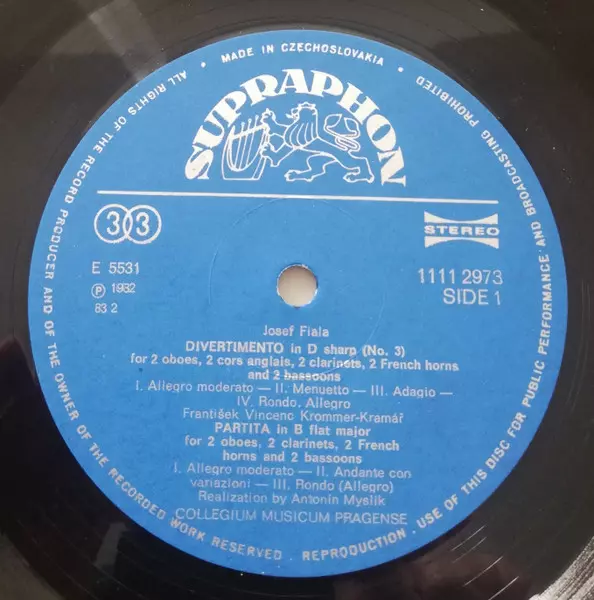 ALL RIGHTS OF THE RECORD PRODUCER AND OF THE OWNER OF THE RECORDED WORK RESERVED . REPRODUCTION . USE OF THIS DISC FOR PUBLIC PERFORMANCE AND BROADCASTING PROHIBITED
• MADE IN CZECHOSLOVAKIA •
SUPRAPHON
33
STEREO
E 5531
1111 2973
℗ 1982
SIDE 1
83 2
Josef Fiala
DIVERTIMENTO in D sharp (No. 3)
for 2 oboes, 2 cors anglais, 2 clarinets, 2 French horns
and 2 bassoons
I. Allegro moderato — II. Menuetto — III. Adagio —
IV. Rondo. Allegro
František Vincenc Krommer-Kramář
PARTITA in B flat major
for 2 oboes, 2 clarinets, 2 French
horns and 2 bassoons
I. Allegro moderato — II. Andante con
variazioni — III. Rondo (Allegro)
Realization by Antonín Myslík
COLLEGIUM MUSICUM PRAGENSE